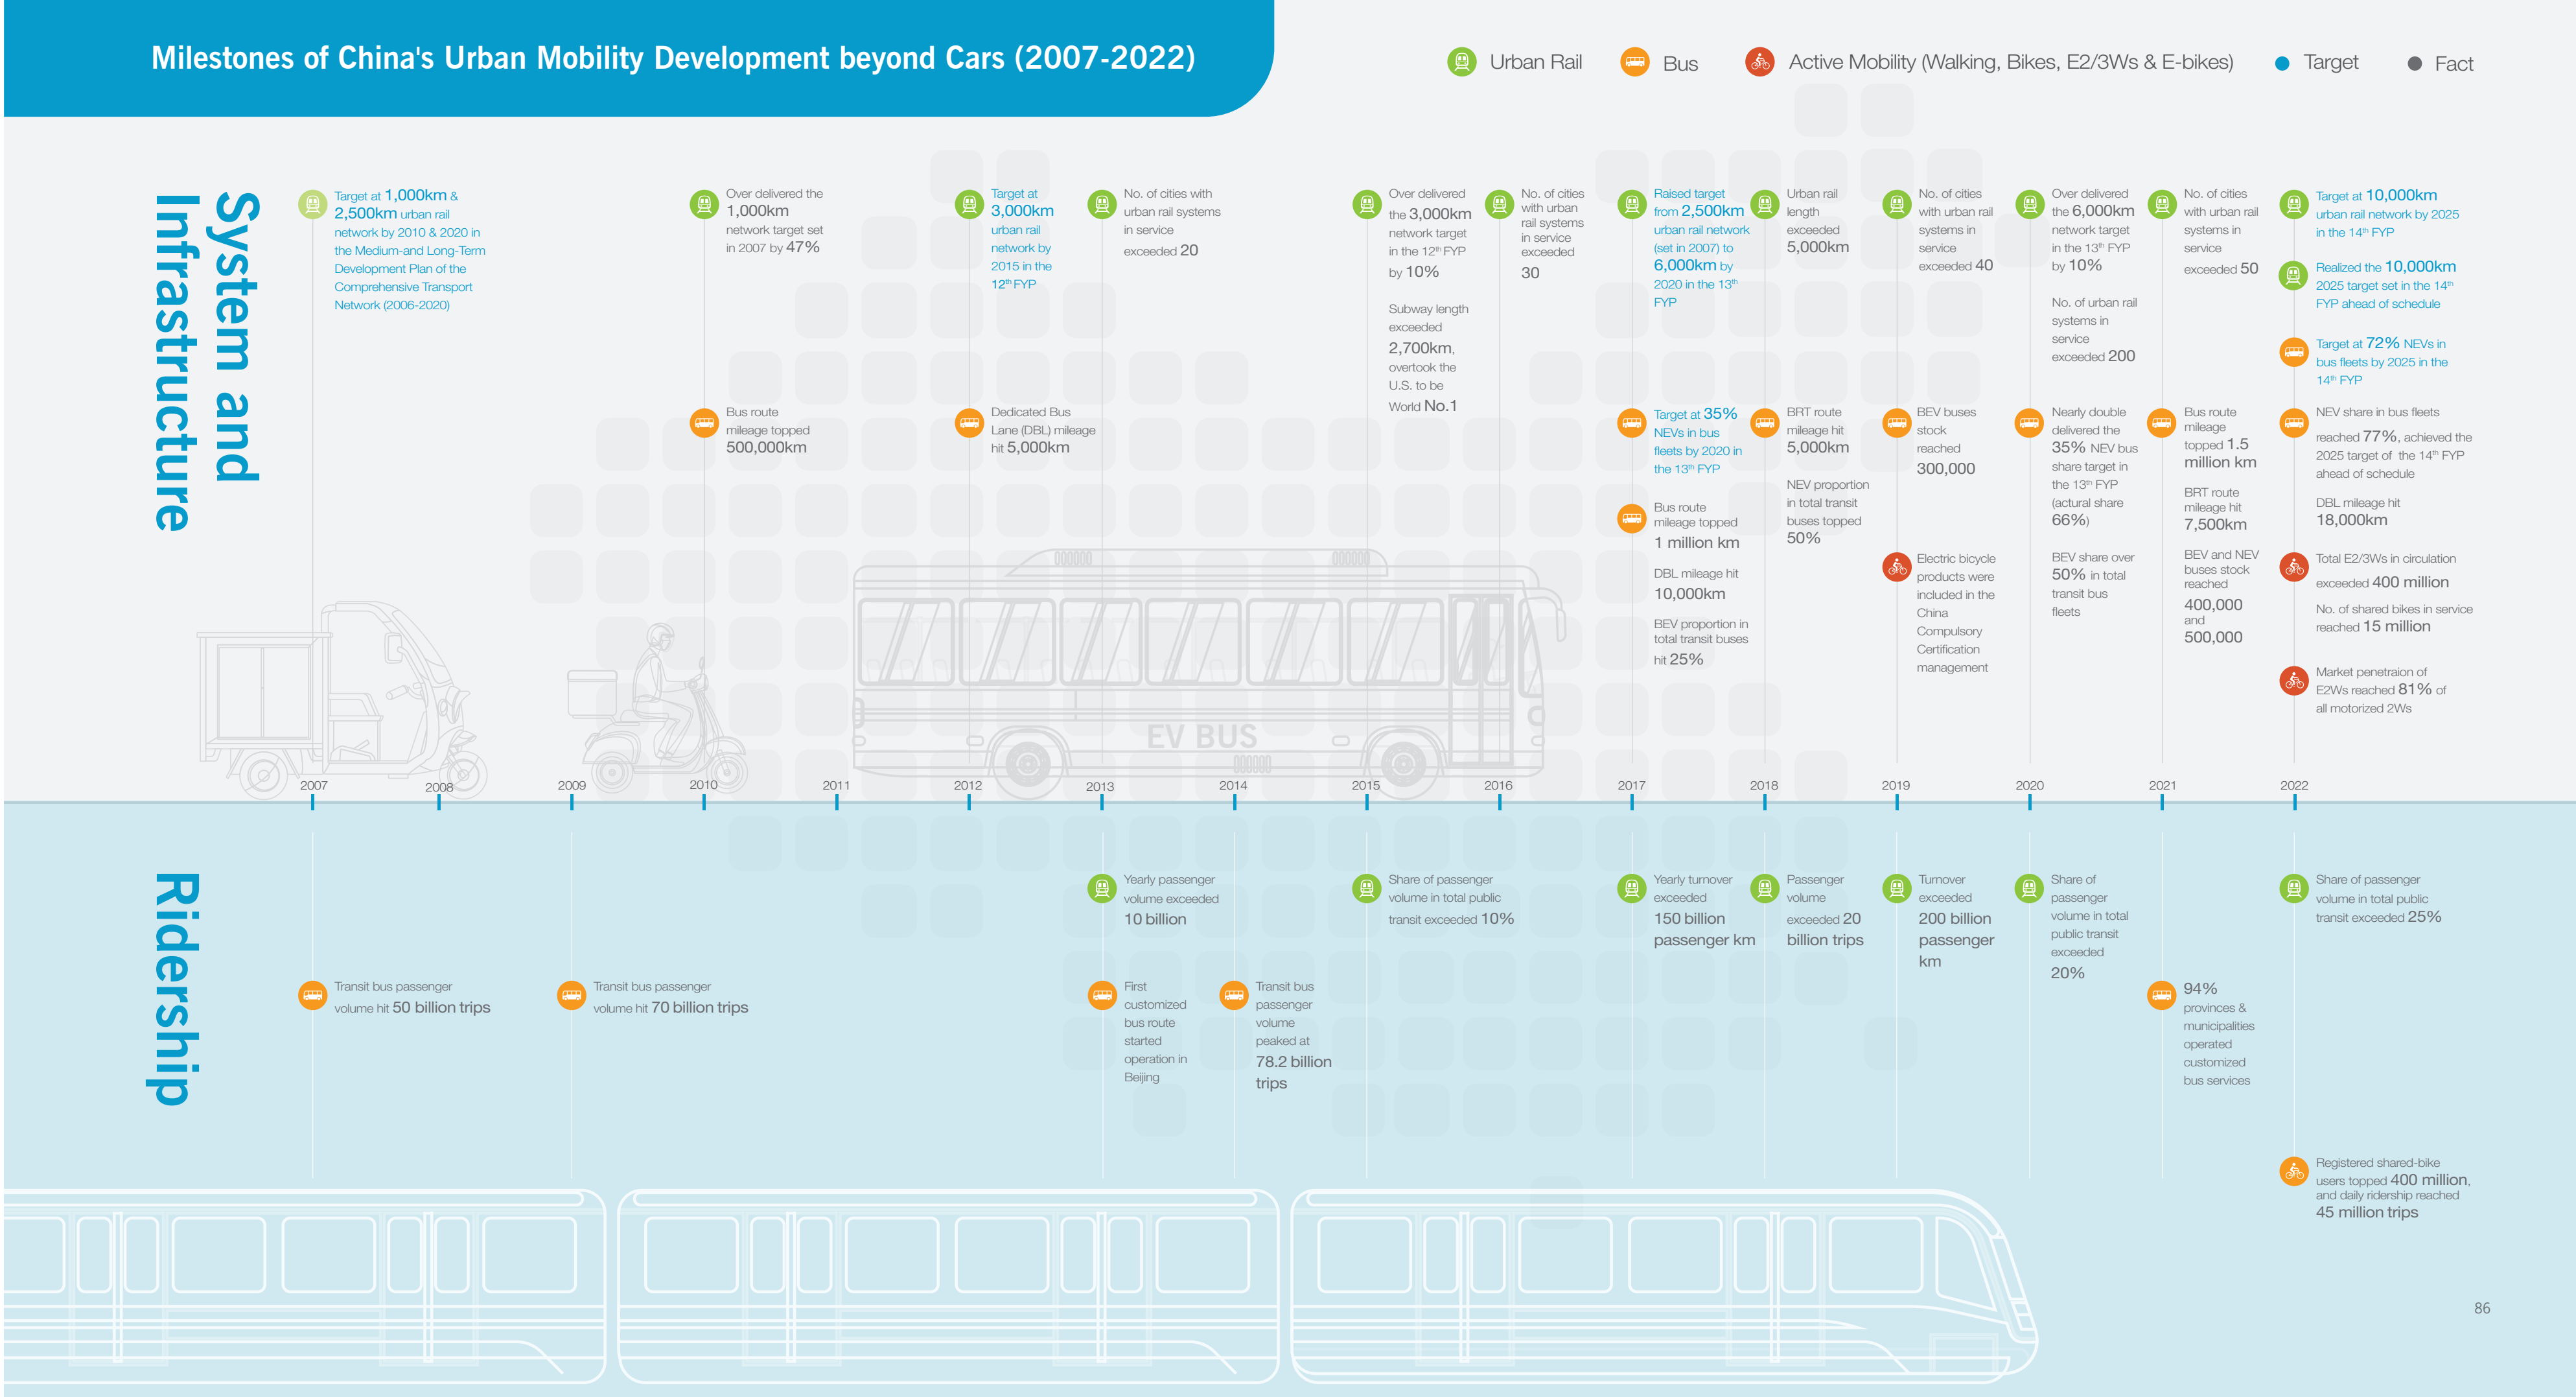 Milestones of China's Urban Mobility Development beyond Cars (2007-2022)
Urban Rail
Bus
Active Mobility (Walking, Bikes, E2/3Ws & E-bikes)
Target
Fact
System and
Infrastructure
Target at 1,000km &
2,500km urban rail
network by 2010 & 2020 in
the Medium-and Long-Term
Development Plan of the
Comprehensive Transport
Network (2006-2020)
Over delivered the
1,000km
network target set
in 2007 by 47%
Bus route
mileage topped
500,000km
Target at
3,000km
urban rail
network by
2015 in the
12th FYP
Dedicated Bus
Lane (DBL) mileage
hit 5,000km
No. of cities with
urban rail systems
in service
exceeded 20
Over delivered
the 3,000km
network target
in the 12th FYP
by 10%
Subway length
exceeded
2,700km,
overtook the
U.S. to be
World No.1
No. of cities
with urban
rail systems
in service
exceeded
30
Raised target
from 2,500km
urban rail network
(set in 2007) to
6,000km by
2020 in the 13th
FYP
Target at 35%
NEVs in bus
fleets by 2020 in
the 13th FYP
Bus route
mileage topped
1 million km
DBL mileage hit
10,000km
BEV proportion in
total transit buses
hit 25%
Urban rail
length
exceeded
5,000km
BRT route
mileage hit
5,000km
NEV proportion
in total transit
buses topped
50%
No. of cities
with urban rail
systems in
service
exceeded 40
BEV buses
stock
reached
300,000
Electric bicycle
products were
included in the
China
Compulsory
Certification
management
Over delivered
the 6,000km
network target
in the 13th FYP
by 10%
No. of urban rail
systems in
service
exceeded 200
Nearly double
delivered the
35% NEV bus
share target in
the 13th FYP
(actural share
66%)
BEV share over
50% in total
transit bus
fleets
No. of cities
with urban rail
systems in
service
exceeded 50
Bus route
mileage
topped 1.5
million km
BRT route
mileage hit
7,500km
BEV and NEV
buses stock
reached
400,000
and
500,000
Target at 10,000km
urban rail network by 2025
in the 14th FYP
Realized the 10,000km
2025 target set in the 14th
FYP ahead of schedule
Target at 72% NEVs in
bus fleets by 2025 in the
14th FYP
NEV share in bus fleets
reached 77%, achieved the
2025 target of the 14th FYP
ahead of schedule
DBL mileage hit
18,000km
Total E2/3Ws in circulation
exceeded 400 million
No. of shared bikes in service
reached 15 million
Market penetraion of
E2Ws reached 81% of
all motorized 2Ws
EV BUS
2007
2008
2009
2010
2011
2012
2013
2014
2015
2016
2017
2018
2019
2020
2021
2022
Ridership
Transit bus passenger
volume hit 50 billion trips
Transit bus passenger
volume hit 70 billion trips
Yearly passenger
volume exceeded
10 billion
First
customized
bus route
started
operation in
Beijing
Transit bus
passenger
volume
peaked at
78.2 billion
trips
Share of passenger
volume in total public
transit exceeded 10%
Yearly turnover
exceeded
150 billion
passenger km
Passenger
volume
exceeded 20
billion trips
Turnover
exceeded
200 billion
passenger
km
Share of
passenger
volume in total
public transit
exceeded
20%
94%
provinces &
municipalities
operated
customized
bus services
Share of passenger
volume in total public
transit exceeded 25%
Registered shared-bike
users topped 400 million,
and daily ridership reached
45 million trips
86